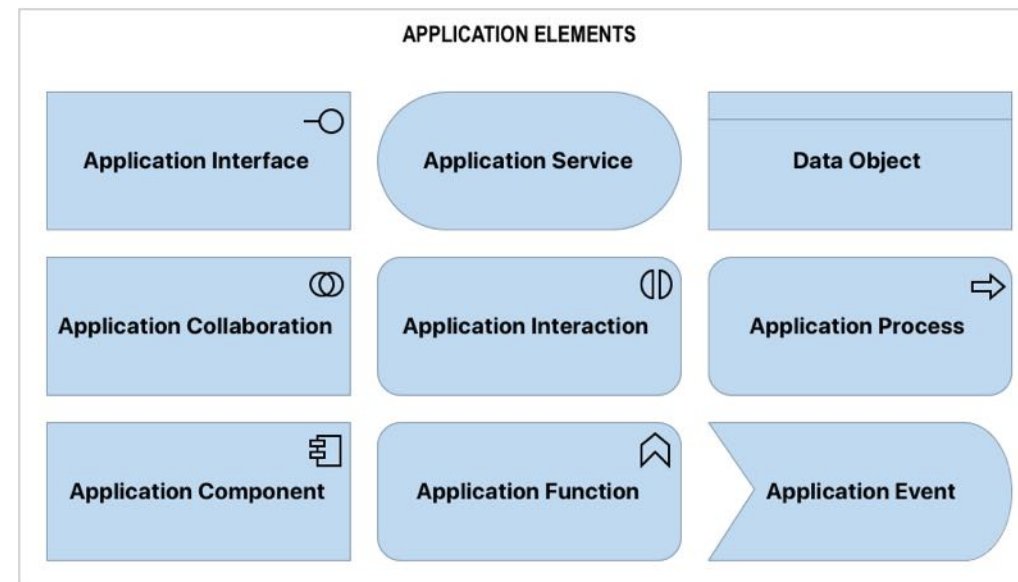 APPLICATION ELEMENTS
Application Interface
Application Service
Data Object
Application Collaboration
Application Interaction
Application Process
Application Component
Application Function
Application Event